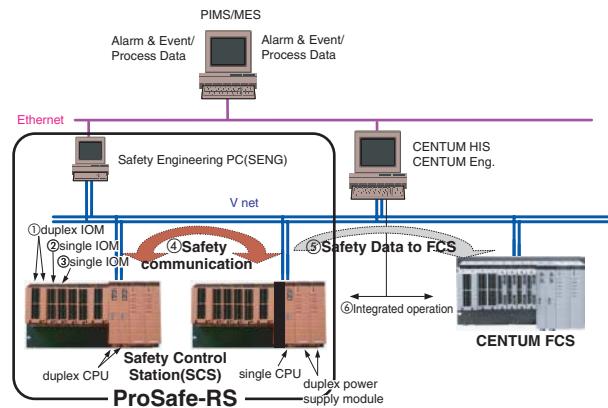 PIMS/MES
Alarm & Event/
Process Data
Alarm & Event/
Process Data
Ethernet
Safety Engineering PC(SENG)
CENTUM HIS
CENTUM Eng.
V net
①duplex IOM
②single IOM
③single IOM
④Safety
communication
⑤Safety Data to FCS
⑥Integrated operation
duplex CPU
Safety Control
Station(SCS)
single CPU
duplex power
supply module
CENTUM FCS
ProSafe-RS